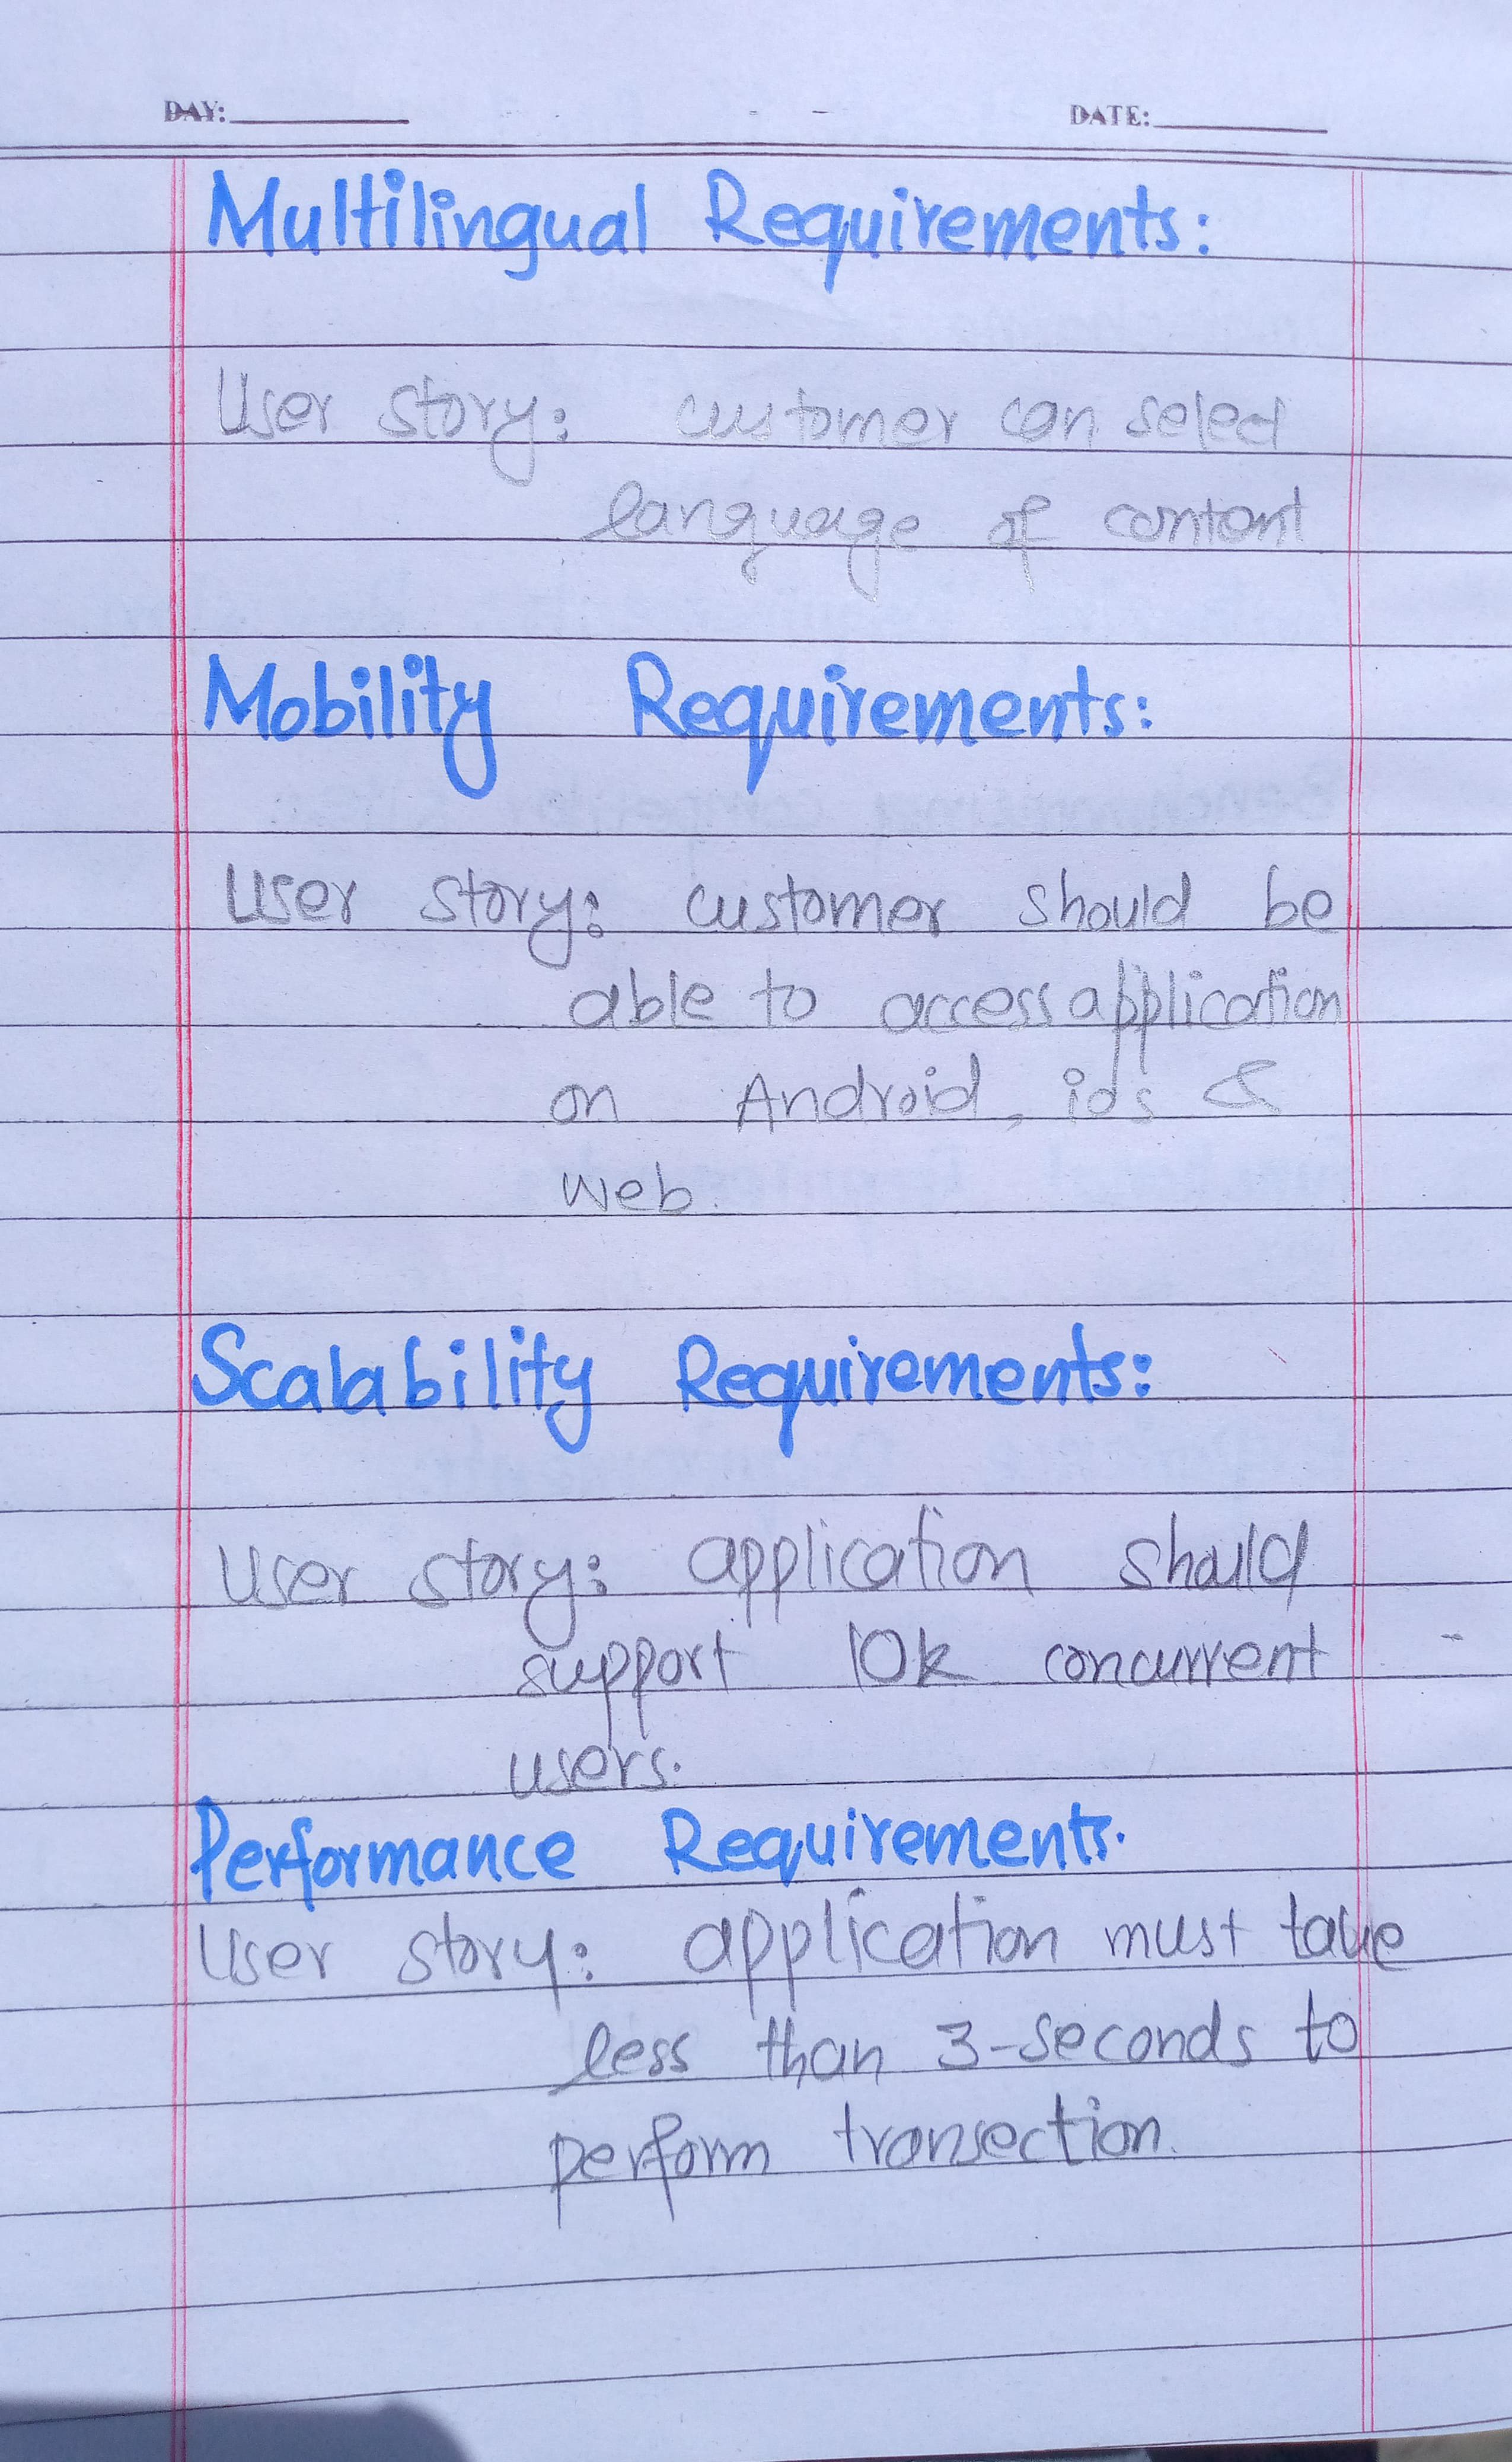 DAY:
DATE:
Multilingual Requirements:
User story: customer can select
language of content
Mobility Requirements:
User story: customer should be
able to access application
on Android, ios &
web.
Scalability Requirements:
User story: application should
support 10k concurrent
users.
Performance Requirements.
User story: application must take
less than 3-seconds to
perform transection.